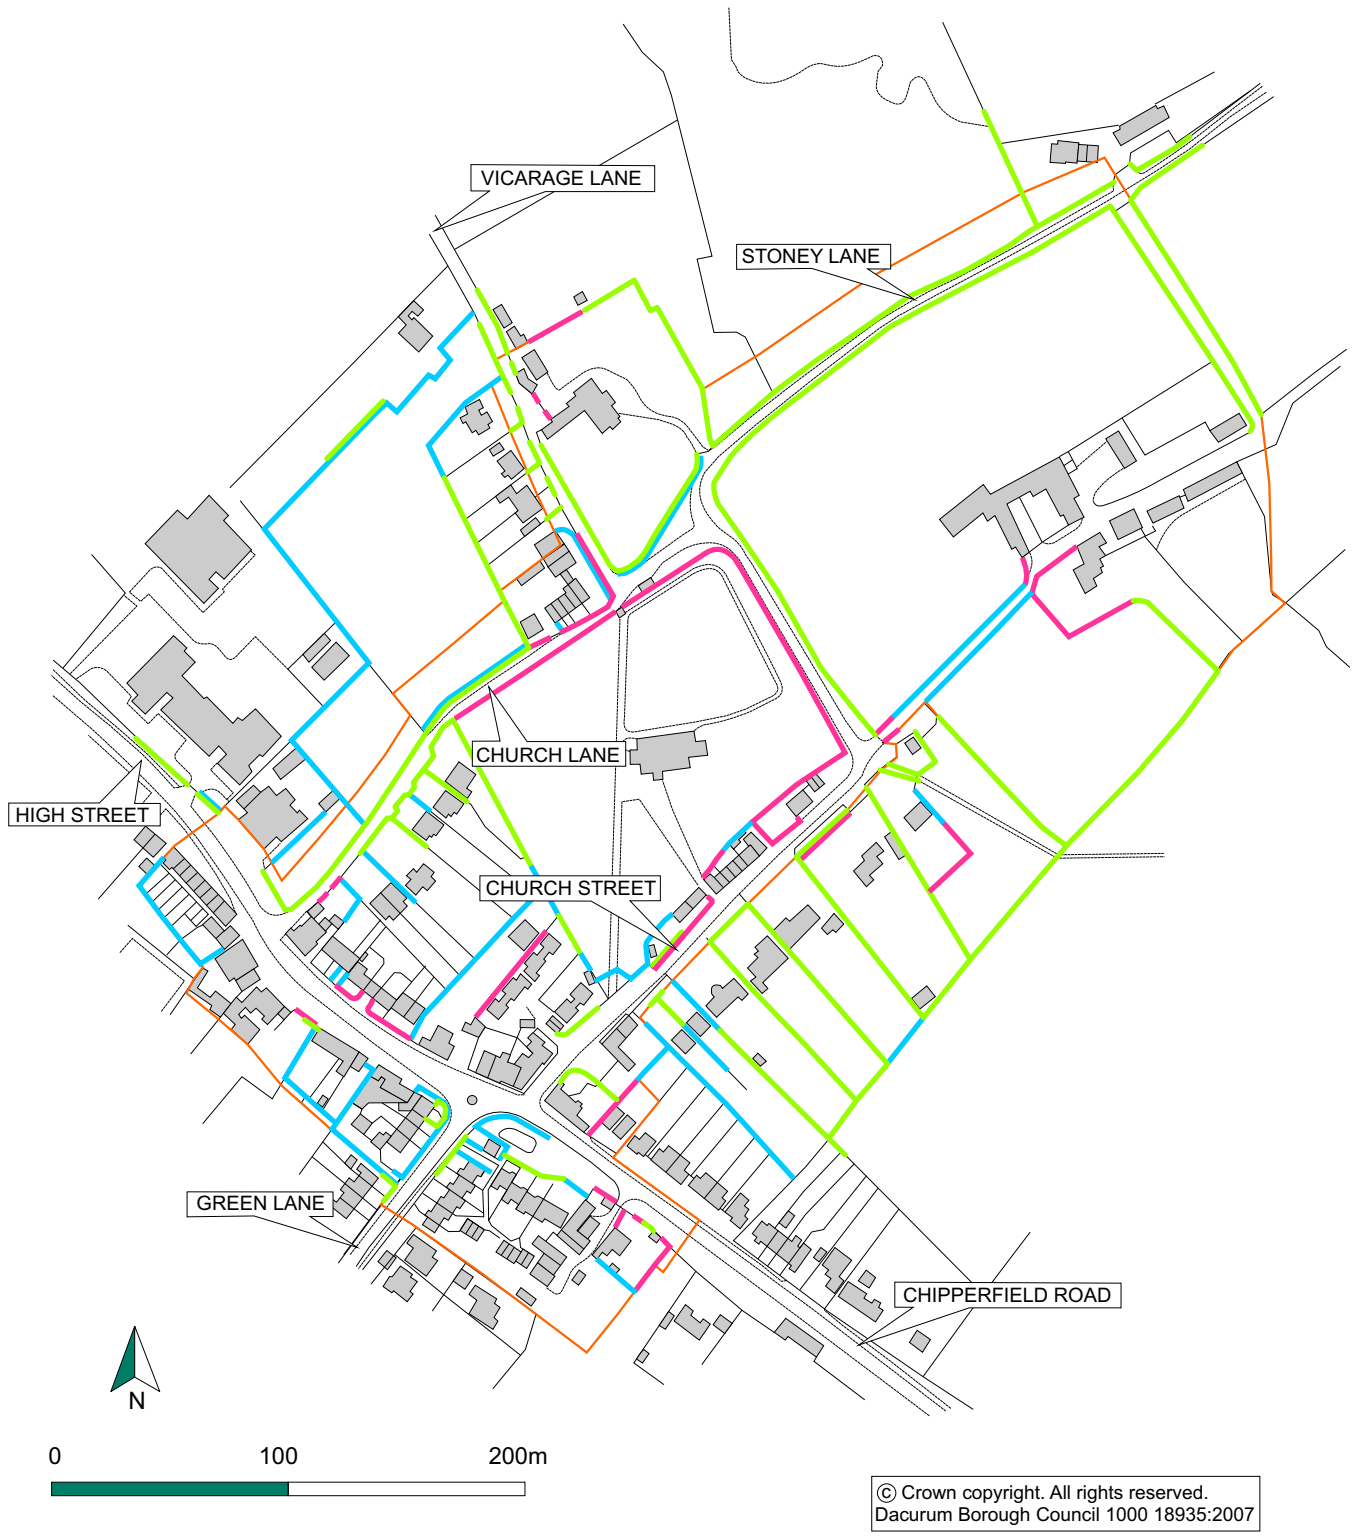 VICARAGE LANE
STONEY LANE
CHURCH LANE
HIGH STREET
CHURCH STREET
GREEN LANE
CHIPPERFIELD ROAD
N
0 100 200m
© Crown copyright. All rights reserved.
Dacurum Borough Council 1000 18935:2007